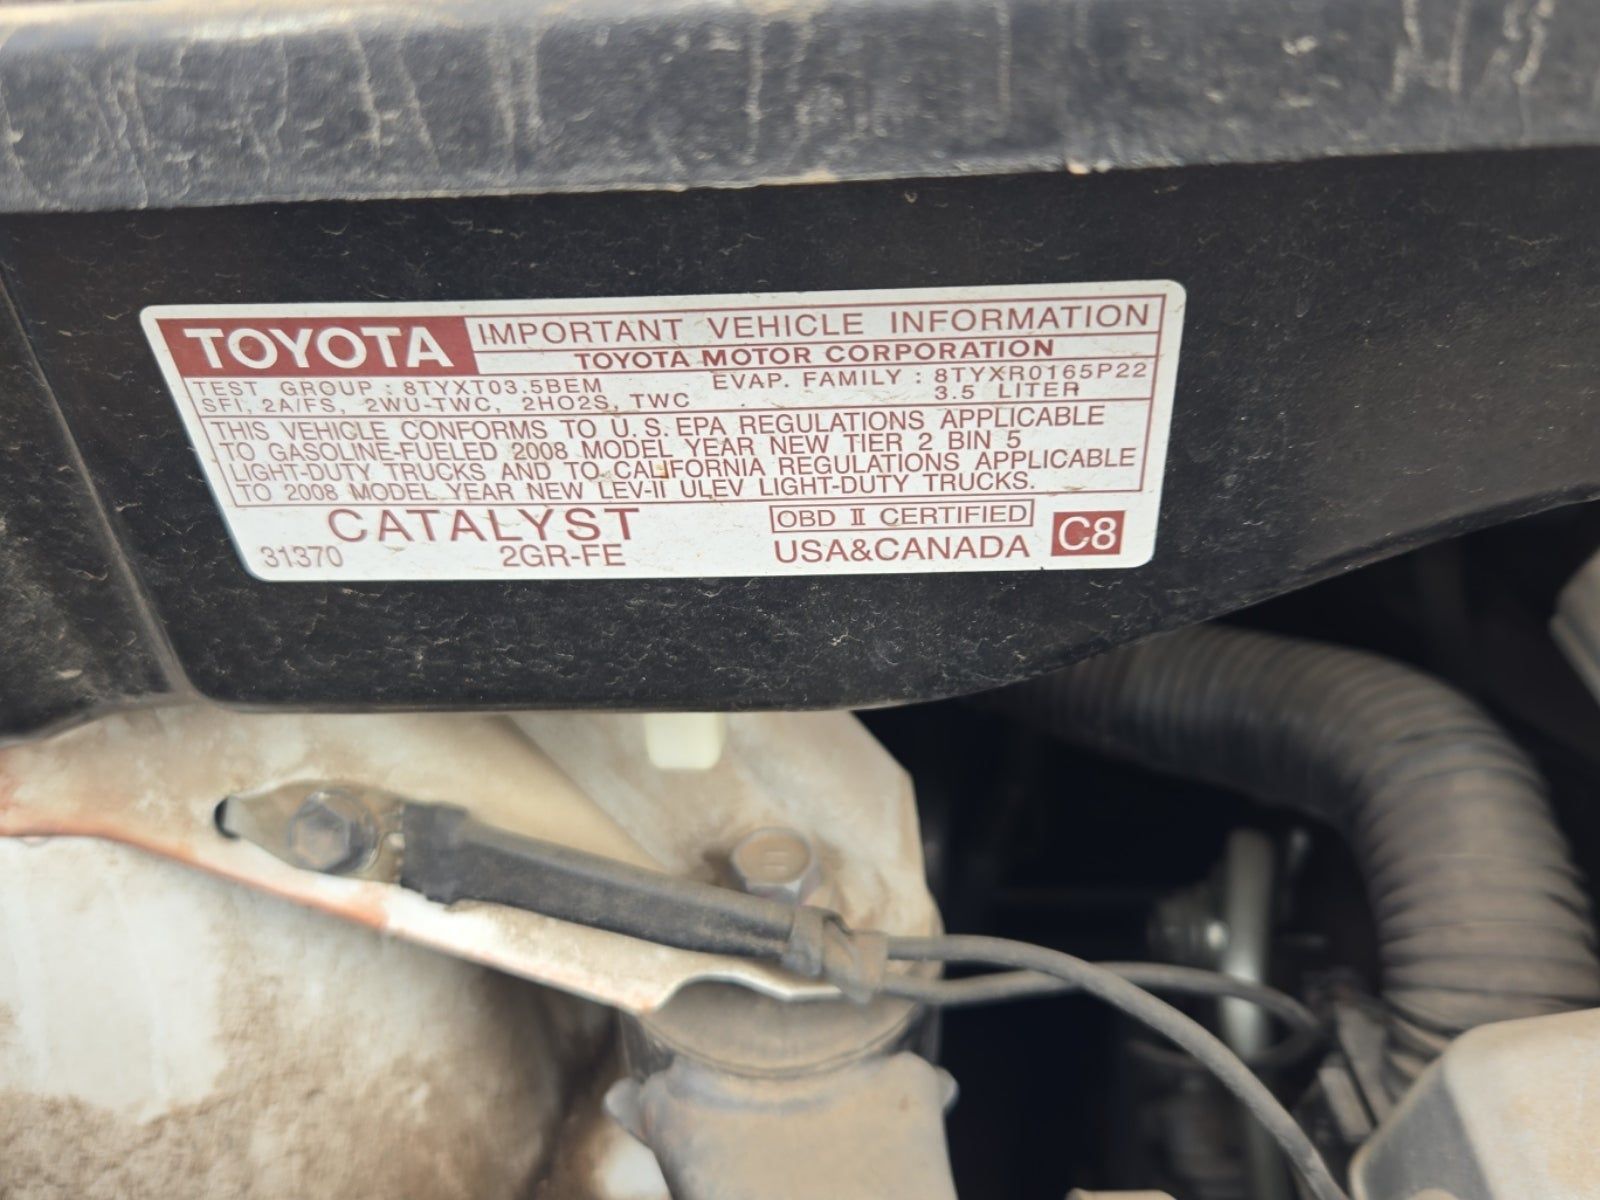 TOYOTA IMPORTANT VEHICLE INFORMATION
TOYOTA MOTOR CORPORATION
TEST GROUP : 8TYXT03.5BEM EVAP. FAMILY : 8TYXR0165P22
SFI, 2A/FS, 2WU-TWC, 2HO2S, TWC 3.5 LITER
THIS VEHICLE CONFORMS TO U.S. EPA REGULATIONS APPLICABLE
TO GASOLINE-FUELED 2008 MODEL YEAR NEW TIER 2 BIN 5
LIGHT-DUTY TRUCKS AND TO CALIFORNIA REGULATIONS APPLICABLE
TO 2008 MODEL YEAR NEW LEV-II ULEV LIGHT-DUTY TRUCKS.
CATALYST OBD II CERTIFIED
31370 2GR-FE USA&CANADA C8